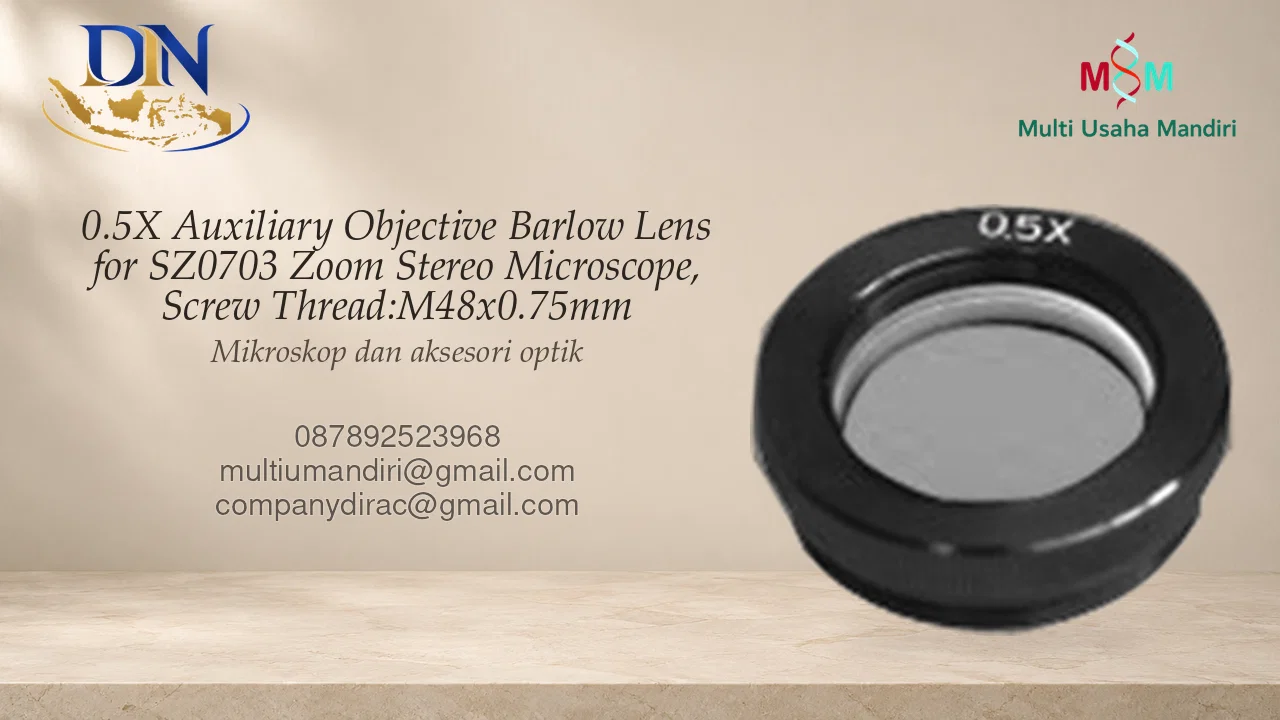 DN
M M
Multi Usaha Mandiri
0.5X Auxiliary Objective Barlow Lens
for SZ0703 Zoom Stereo Microscope,
Screw Thread:M48x0.75mm
Mikroskop dan aksesori optik
087892523968
multiumandiri@gmail.com
companydirac@gmail.com
0.5X